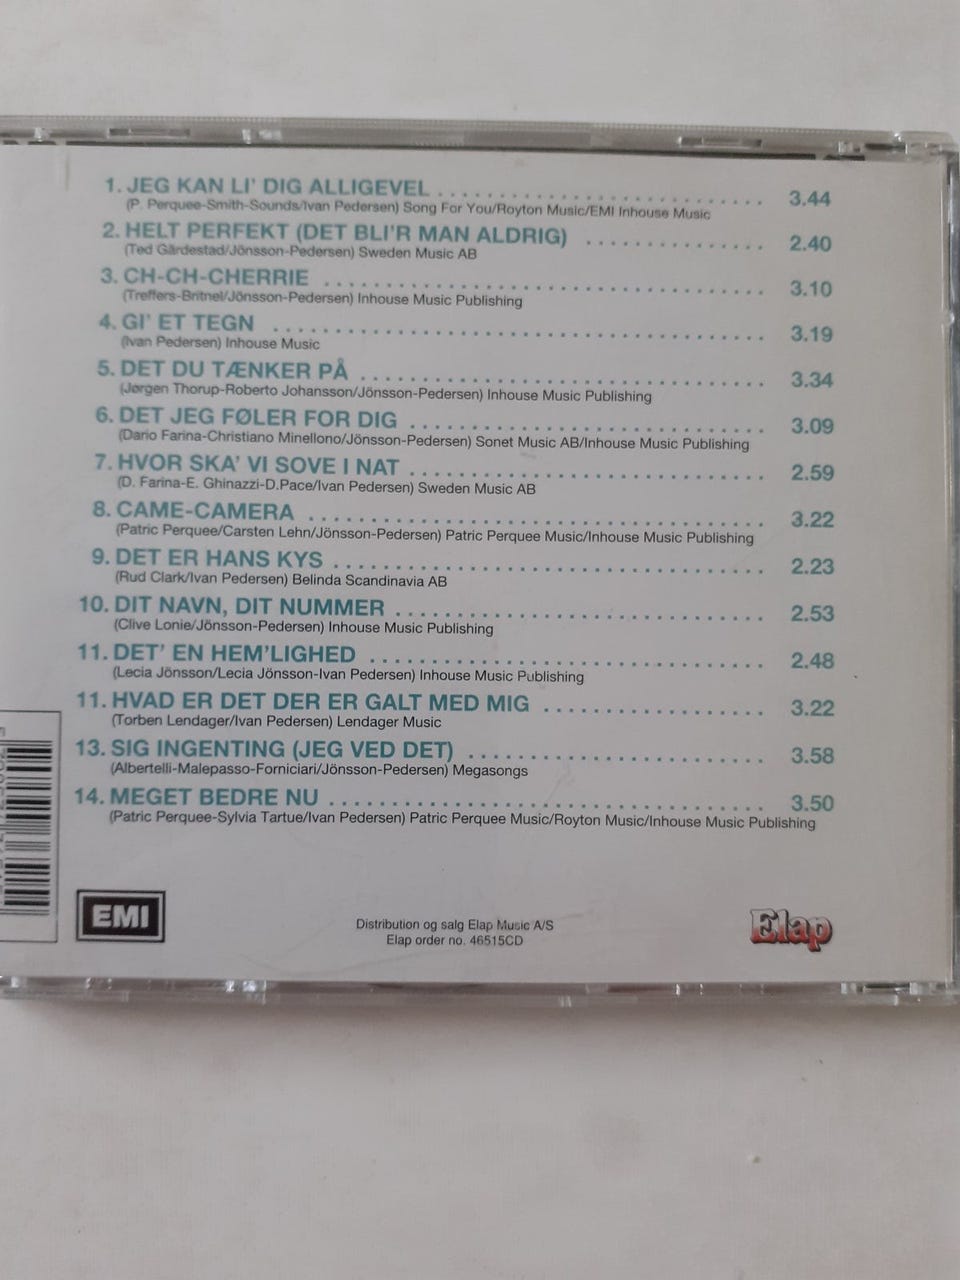 1. JEG KAN LI' DIG ALLIGEVEL 3.44
(P. Perquee-Smith-Sounds/Ivan Pedersen) Song For You/Royton Music/EMI Inhouse Music
2. HELT PERFEKT (DET BLI'R MAN ALDRIG) 2.40
(Ted Gärdestad/Jönsson-Pedersen) Sweden Music AB
3. CH-CH-CHERRIE 3.10
(Treffers-Britnel/Jönsson-Pedersen) Inhouse Music Publishing
4. GI' ET TEGN 3.19
(Ivan Pedersen) Inhouse Music
5. DET DU TÆNKER PÅ 3.34
(Jørgen Thorup-Roberto Johansson/Jönsson-Pedersen) Inhouse Music Publishing
6. DET JEG FØLER FOR DIG 3.09
(Dario Farina-Christiano Minellono/Jönsson-Pedersen) Sonet Music AB/Inhouse Music Publishing
7. HVOR SKA' VI SOVE I NAT 2.59
(D. Farina-E. Ghinazzi-D.Pace/Ivan Pedersen) Sweden Music AB
8. CAME-CAMERA 3.22
(Patric Perquee/Carsten Lehn/Jönsson-Pedersen) Patric Perquee Music/Inhouse Music Publishing
9. DET ER HANS KYS 2.23
(Rud Clark/Ivan Pedersen) Belinda Scandinavia AB
10. DIT NAVN, DIT NUMMER 2.53
(Clive Lonie/Jönsson-Pedersen) Inhouse Music Publishing
11. DET' EN HEM'LIGHED 2.48
(Lecia Jönsson/Lecia Jönsson-Ivan Pedersen) Inhouse Music Publishing
11. HVAD ER DET DER ER GALT MED MIG 3.22
(Torben Lendager/Ivan Pedersen) Lendager Music
13. SIG INGENTING (JEG VED DET) 3.58
(Albertelli-Malepasso-Forniciari/Jönsson-Pedersen) Megasongs
14. MEGET BEDRE NU 3.50
(Patric Perquee-Sylvia Tartue/Ivan Pedersen) Patric Perquee Music/Royton Music/Inhouse Music Publishing
EMI
Distribution og salg Elap Music A/S
Elap order no. 46515CD
Elap